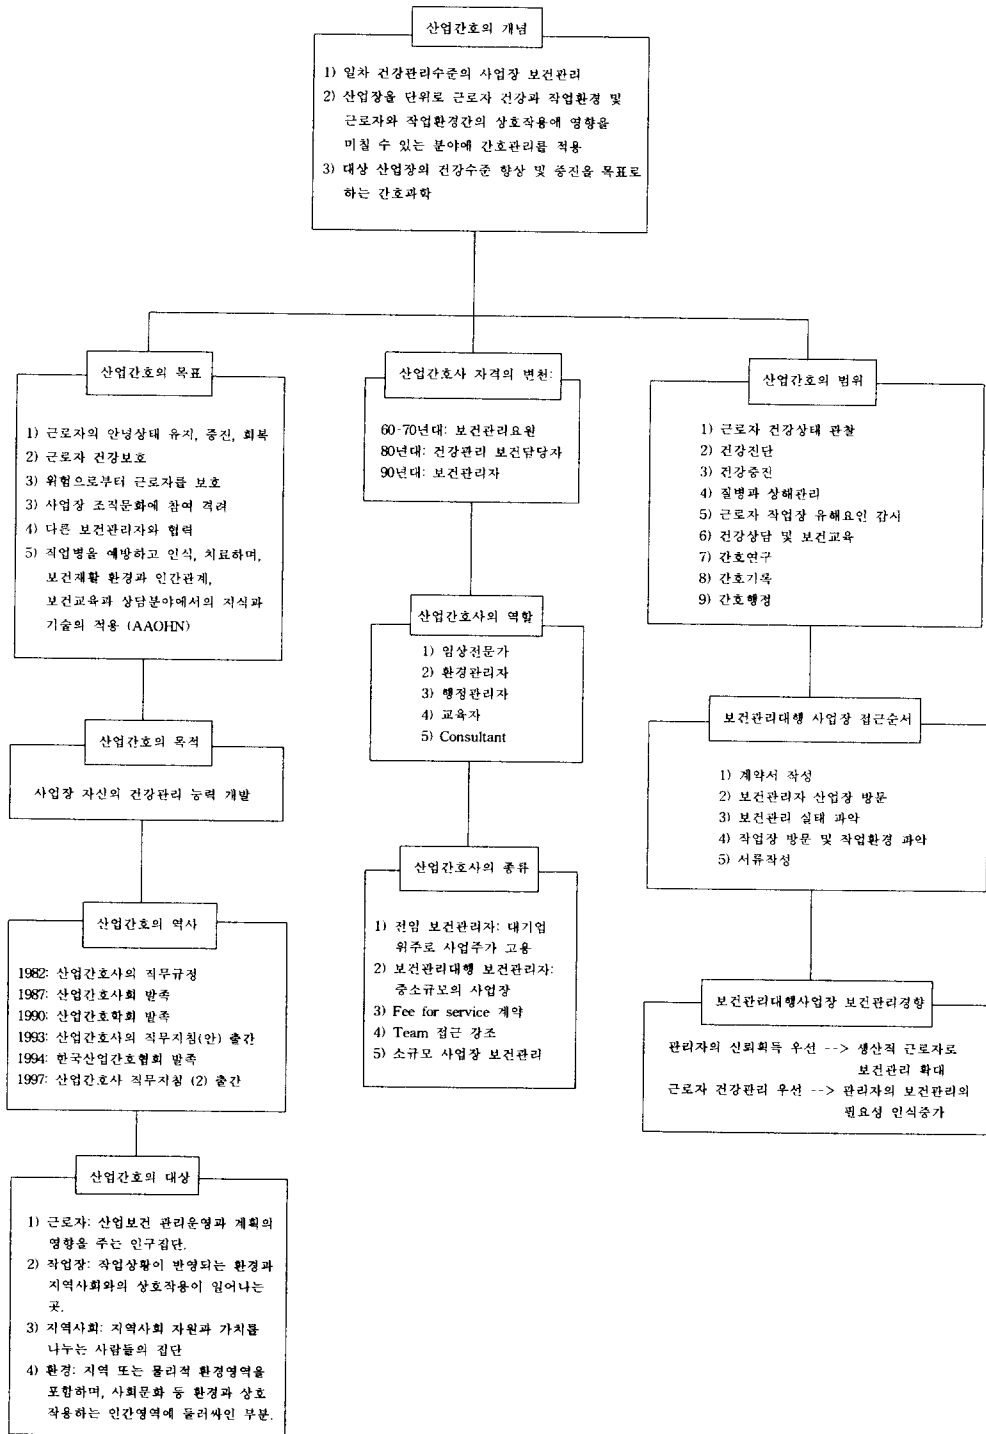 산업간호의 개념
1) 일차 건강관리수준의 사업장 보건관리
2) 산업장을 단위로 근로자 건강과 작업환경 및
근로자와 작업환경간의 상호작용에 영향을
미칠 수 있는 분야에 간호관리를 적용
3) 대상 산업장의 건강수준 향상 및 증진을 목표로
하는 간호과학
산업간호의 목표
1) 근로자의 안녕상태 유지, 증진, 회복
2) 근로자 건강보호
3) 위험으로부터 근로자를 보호
3) 사업장 조직문화에 참여 격려
4) 다른 보건관리자와 협력
5) 직업병을 예방하고 인식, 치료하며,
보건재활 환경과 인간관계,
보건교육과 상담분야에서의 지식과
기술의 적용 (AAOHN)
산업간호의 목적
사업장 자신의 건강관리 능력 개발
산업간호의 역사
1982: 산업간호사의 직무규정
1987: 산업간호사회 발족
1990: 산업간호학회 발족
1993: 산업간호사의 직무지침(안) 출간
1994: 한국산업간호협회 발족
1997: 산업간호사 직무지침 (2) 출간
산업간호의 대상
1) 근로자: 산업보건 관리운영과 계획의
영향을 주는 인구집단.
2) 작업장: 작업상황이 반영되는 환경과
지역사회와의 상호작용이 일어나는
곳.
3) 지역사회: 지역사회 자원과 가치를
나누는 사람들의 집단
4) 환경: 지역 또는 물리적 환경영역을
포함하며, 사회문화 등 환경과 상호
작용하는 인간영역에 둘러싸인 부분.
산업간호사 자격의 변천:
60-70년대: 보건관리요원
80년대: 건강관리 보건담당자
90년대: 보건관리자
산업간호사의 역할
1) 임상전문가
2) 환경관리자
3) 행정관리자
4) 교육자
5) Consultant
산업간호사의 종류
1) 전임 보건관리자: 대기업
위주로 사업주가 고용
2) 보건관리대행 보건관리자:
중소규모의 사업장
3) Fee for service 계약
4) Team 접근 강조
5) 소규모 사업장 보건관리
산업간호의 범위
1) 근로자 건강상태 관찰
2) 건강진단
3) 건강증진
4) 질병과 상해관리
5) 근로자 작업장 유해요인 감시
6) 건강상담 및 보건교육
7) 간호연구
8) 간호기록
9) 간호행정
보건관리대행 사업장 접근순서
1) 계약서 작성
2) 보건관리자 산업장 방문
3) 보건관리 실태 파악
4) 작업장 방문 및 작업환경 파악
5) 서류작성
보건관리대행사업장 보건관리경향
관리자의 신뢰획득 우선 --> 생산적 근로자로
보건관리 확대
근로자 건강관리 우선 --> 관리자의 보건관리의
필요성 인식증가